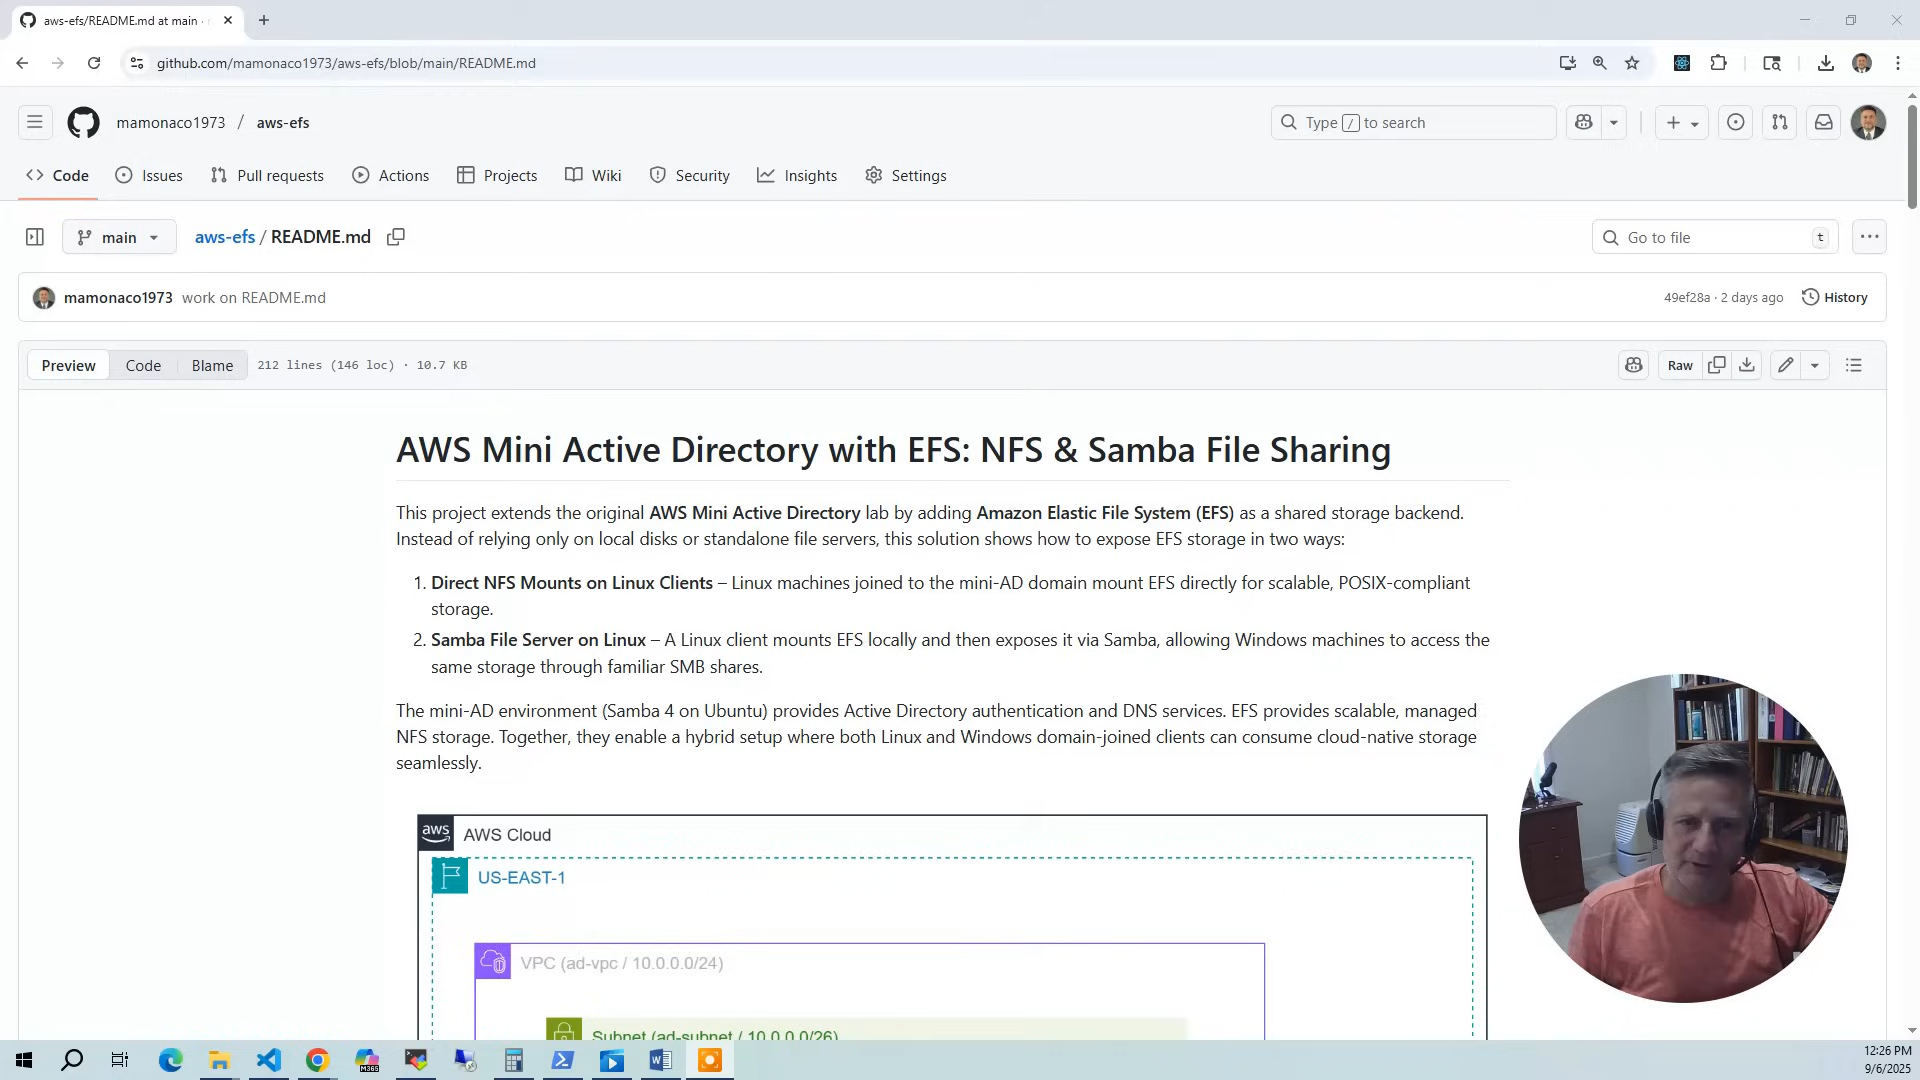 aws-efs/README.md at main ·
github.com/mamonaco1973/aws-efs/blob/main/README.md
mamonaco1973 / aws-efs
Type / to search
Code
Issues
Pull requests
Actions
Projects
Wiki
Security
Insights
Settings
main
aws-efs / README.md
Go to file
t
mamonaco1973 work on README.md
49ef28a · 2 days ago
History
Preview
Code
Blame
212 lines (146 loc) · 10.7 KB
Raw
AWS Mini Active Directory with EFS: NFS & Samba File Sharing
This project extends the original AWS Mini Active Directory lab by adding Amazon Elastic File System (EFS) as a shared storage backend.
Instead of relying only on local disks or standalone file servers, this solution shows how to expose EFS storage in two ways:
1. Direct NFS Mounts on Linux Clients – Linux machines joined to the mini-AD domain mount EFS directly for scalable, POSIX-compliant
storage.
2. Samba File Server on Linux – A Linux client mounts EFS locally and then exposes it via Samba, allowing Windows machines to access the
same storage through familiar SMB shares.
The mini-AD environment (Samba 4 on Ubuntu) provides Active Directory authentication and DNS services. EFS provides scalable, managed
NFS storage. Together, they enable a hybrid setup where both Linux and Windows domain-joined clients can consume cloud-native storage
seamlessly.
aws AWS Cloud
US-EAST-1
VPC (ad-vpc / 10.0.0.0/24)
Subnet (ad-subnet / 10.0.0.0/26)
M365
12:26 PM
9/6/2025